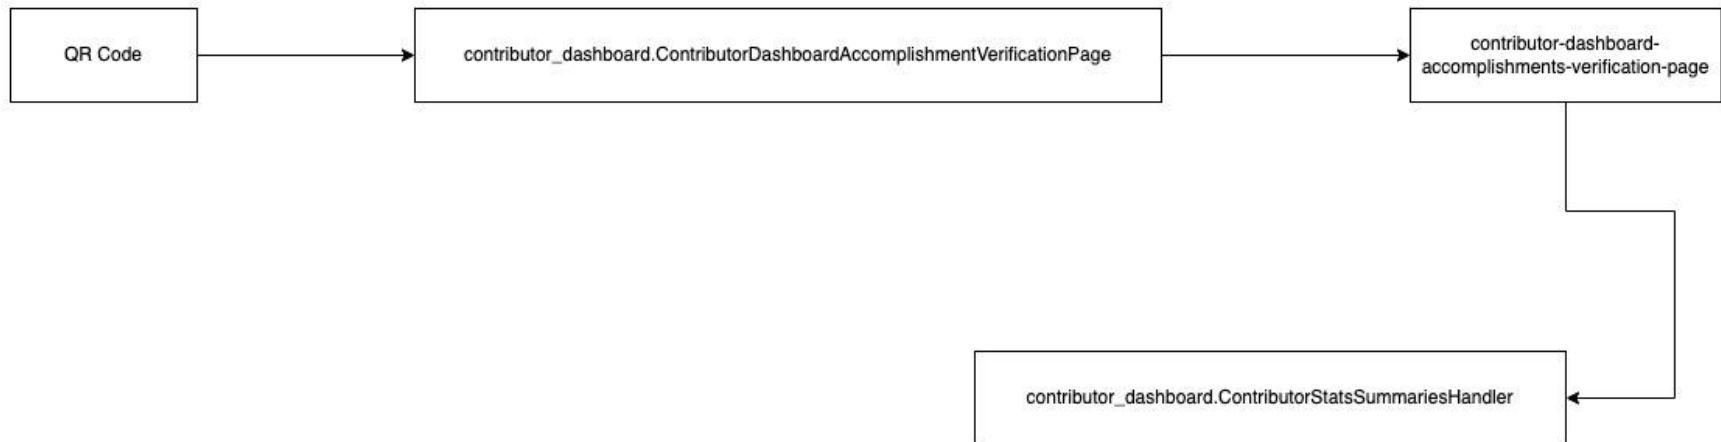 QR Code
contributor_dashboard.ContributorDashboardAccomplishmentVerificationPage
contributor-dashboard-
accomplishments-verification-page
contributor_dashboard.ContributorStatsSummariesHandler